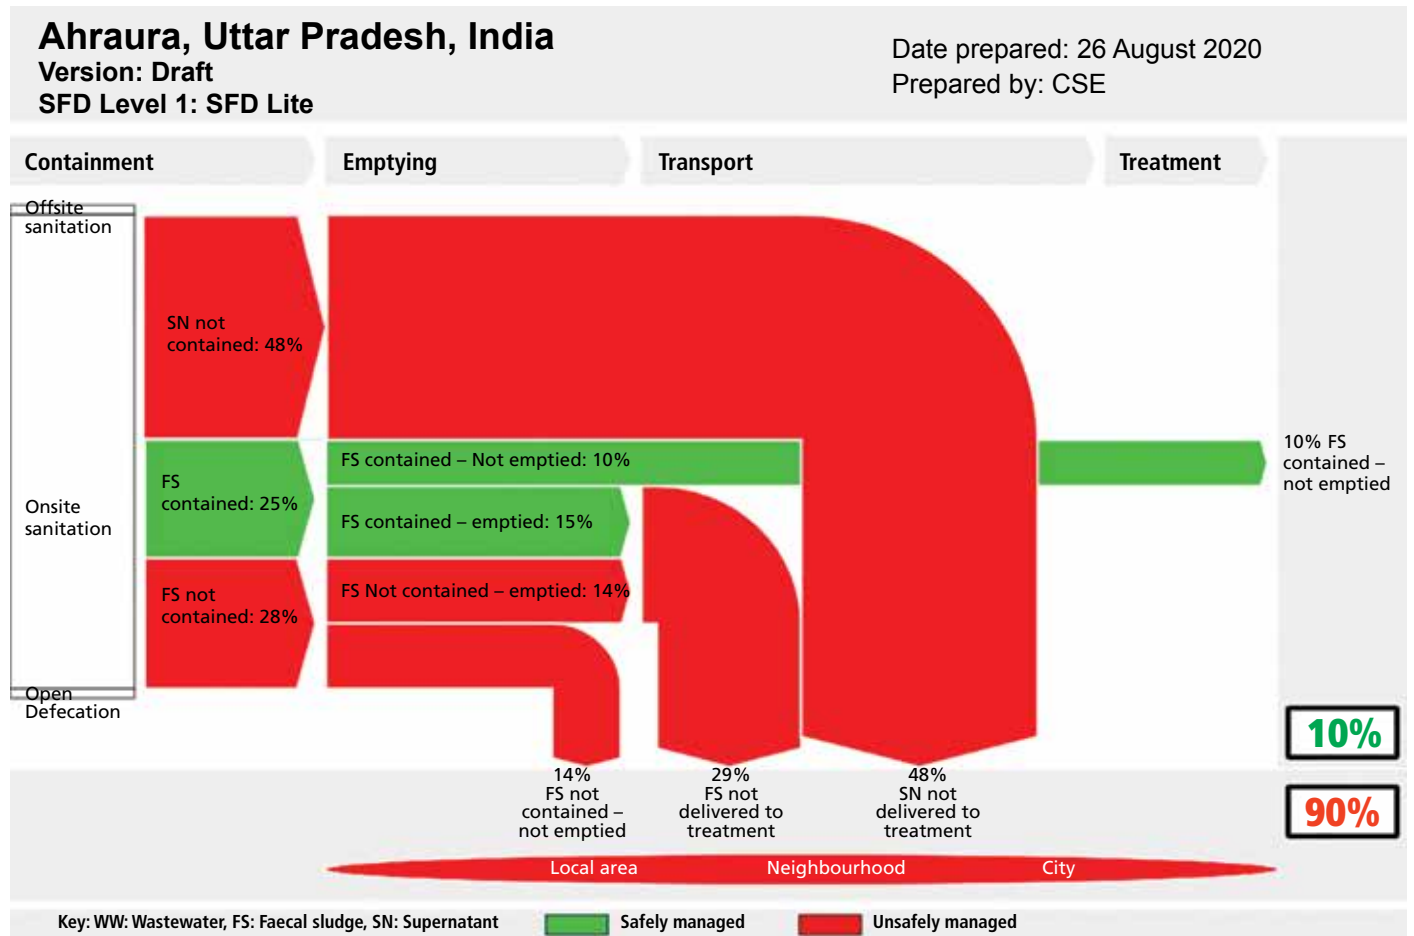 Ahraura, Uttar Pradesh, India
Version: Draft
SFD Level 1: SFD Lite
Date prepared: 26 August 2020
Prepared by: CSE
Containment
Emptying
Transport
Treatment
Offsite
sanitation
SN not
contained: 48%
FS contained – Not emptied: 10%
10% FS
contained –
not emptied
FS
contained: 25%
Onsite
sanitation
FS contained – emptied: 15%
FS Not contained – emptied: 14%
FS not
contained: 28%
Open
Defecation
10%
14%
FS not
contained –
not emptied
29%
FS not
delivered to
treatment
48%
SN not
delivered to
treatment
90%
Local area
Neighbourhood
City
Key: WW: Wastewater, FS: Faecal sludge, SN: Supernatant
Safely managed
Unsafely managed